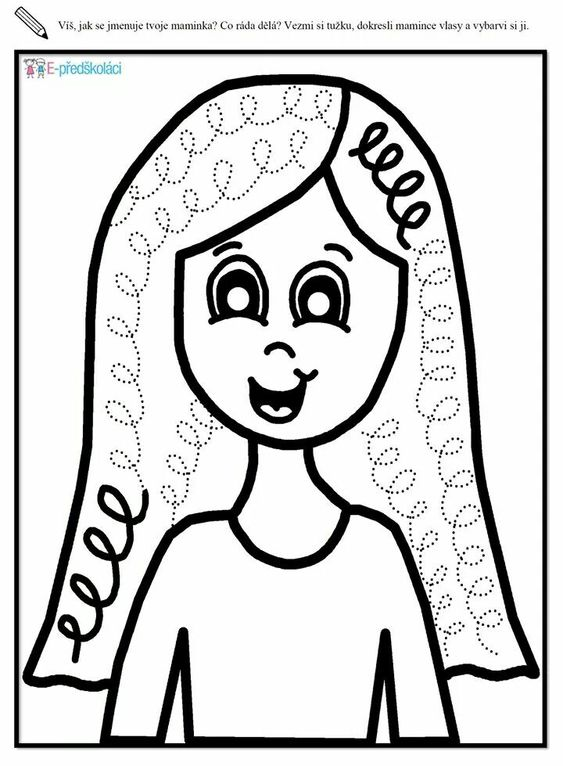 Víš, jak se jmenuje tvoje maminka? Co ráda dělá? Vezmi si tužku, dokresli mamince vlasy a vybarvi si ji.
E-předškoláci